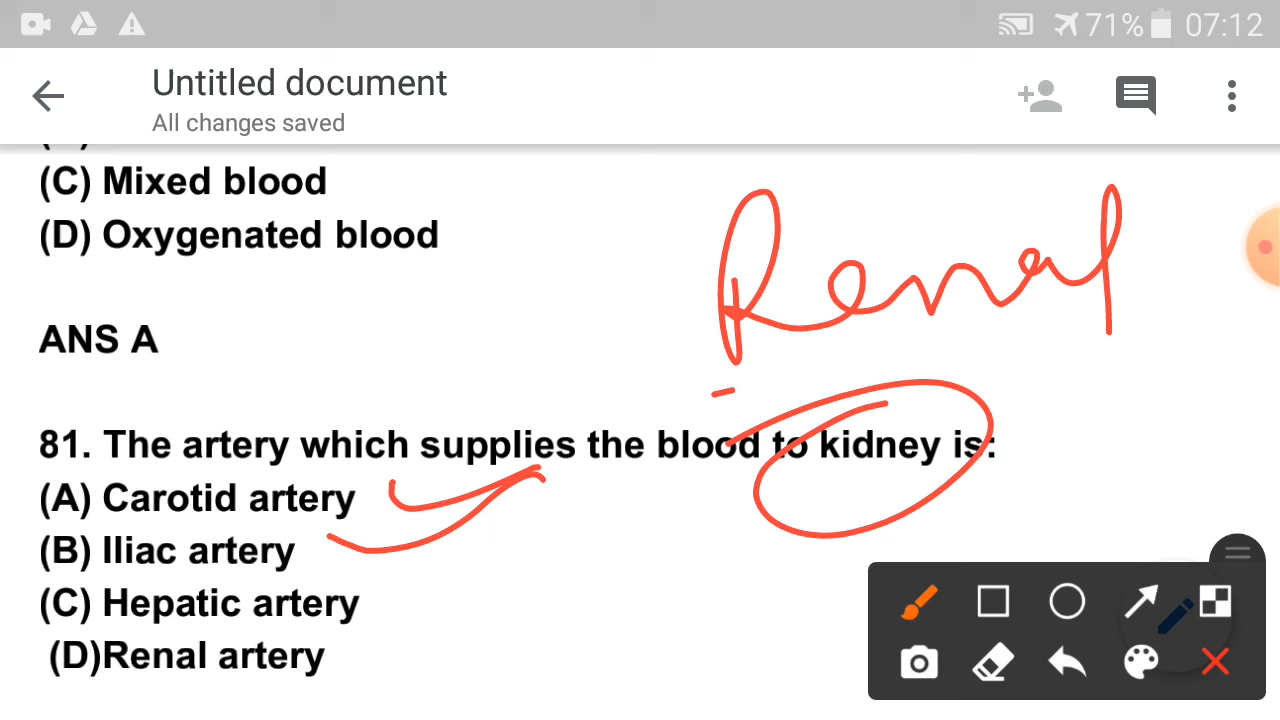 71% 07:12
Untitled document
All changes saved
(C) Mixed blood
(D) Oxygenated blood
Renal
ANS A
81. The artery which supplies the blood to kidney is:
(A) Carotid artery
(B) Iliac artery
(C) Hepatic artery
(D)Renal artery